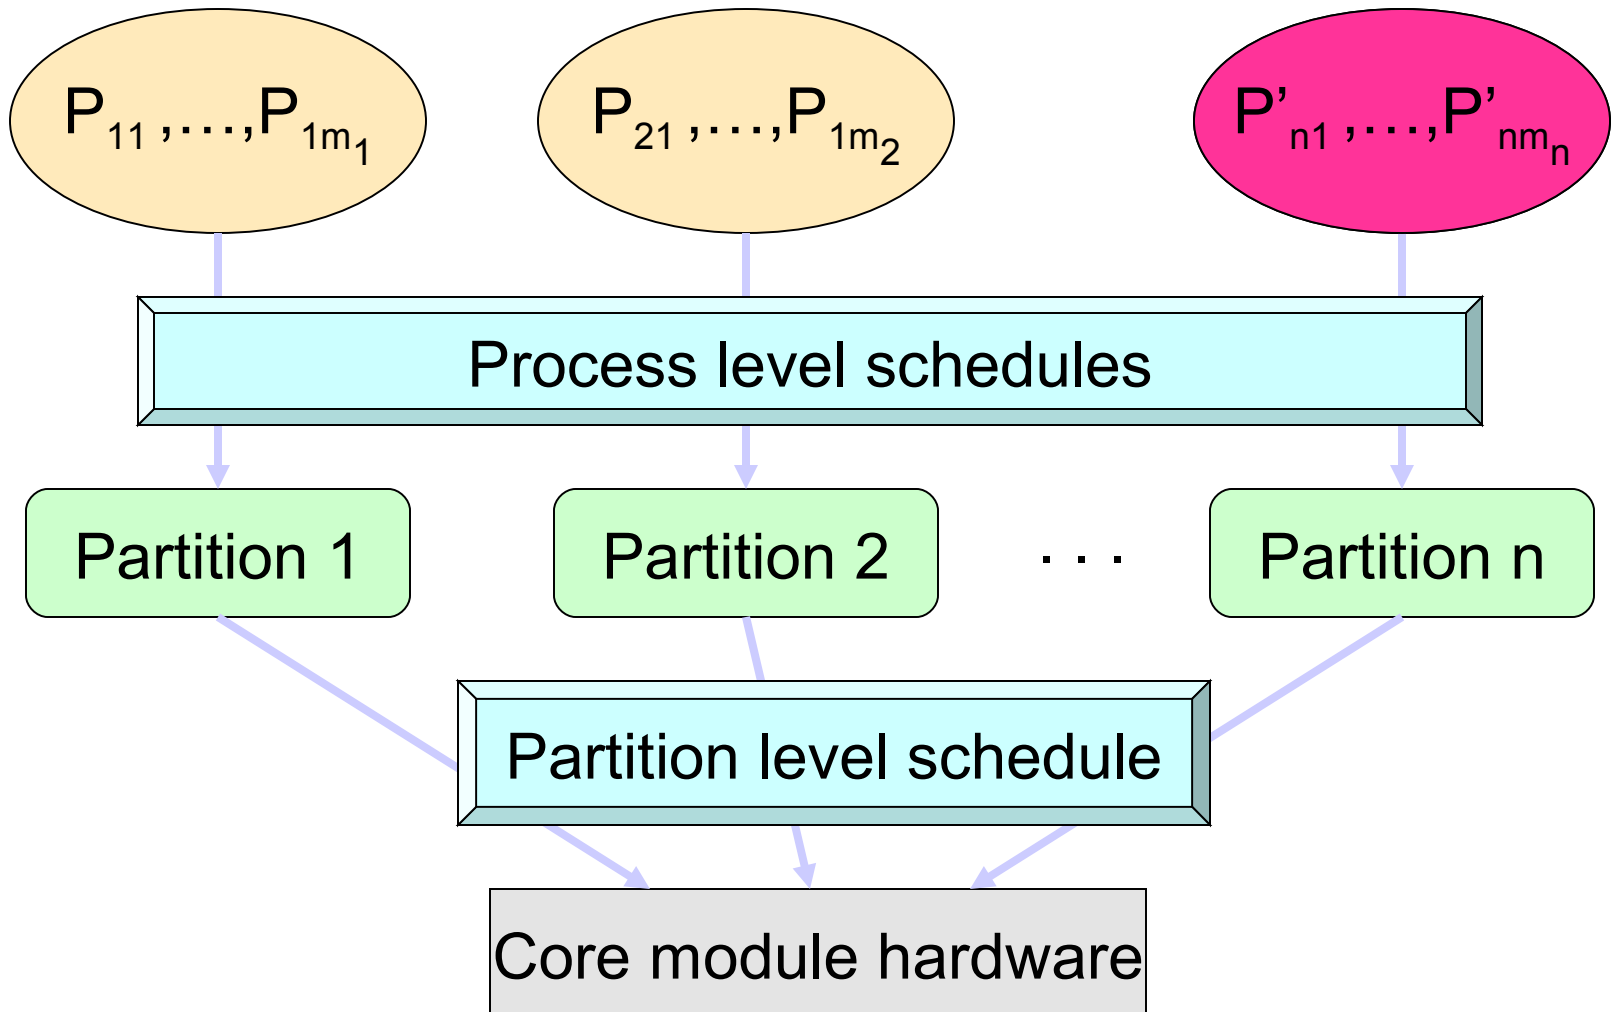 P₁₁ ,…,P₁ₘ₁
P₂₁ ,…,P₁ₘ₂
P’ₙ₁ ,…,P’ₙₘₙ
Process level schedules
Partition 1
Partition 2
. . .
Partition n
Partition level schedule
Core module hardware